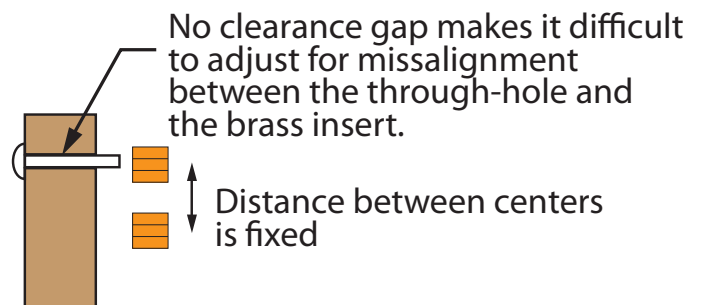 No clearance gap makes it difficult
to adjust for missalignment
between the through-hole and
the brass insert.
Distance between centers
is fixed